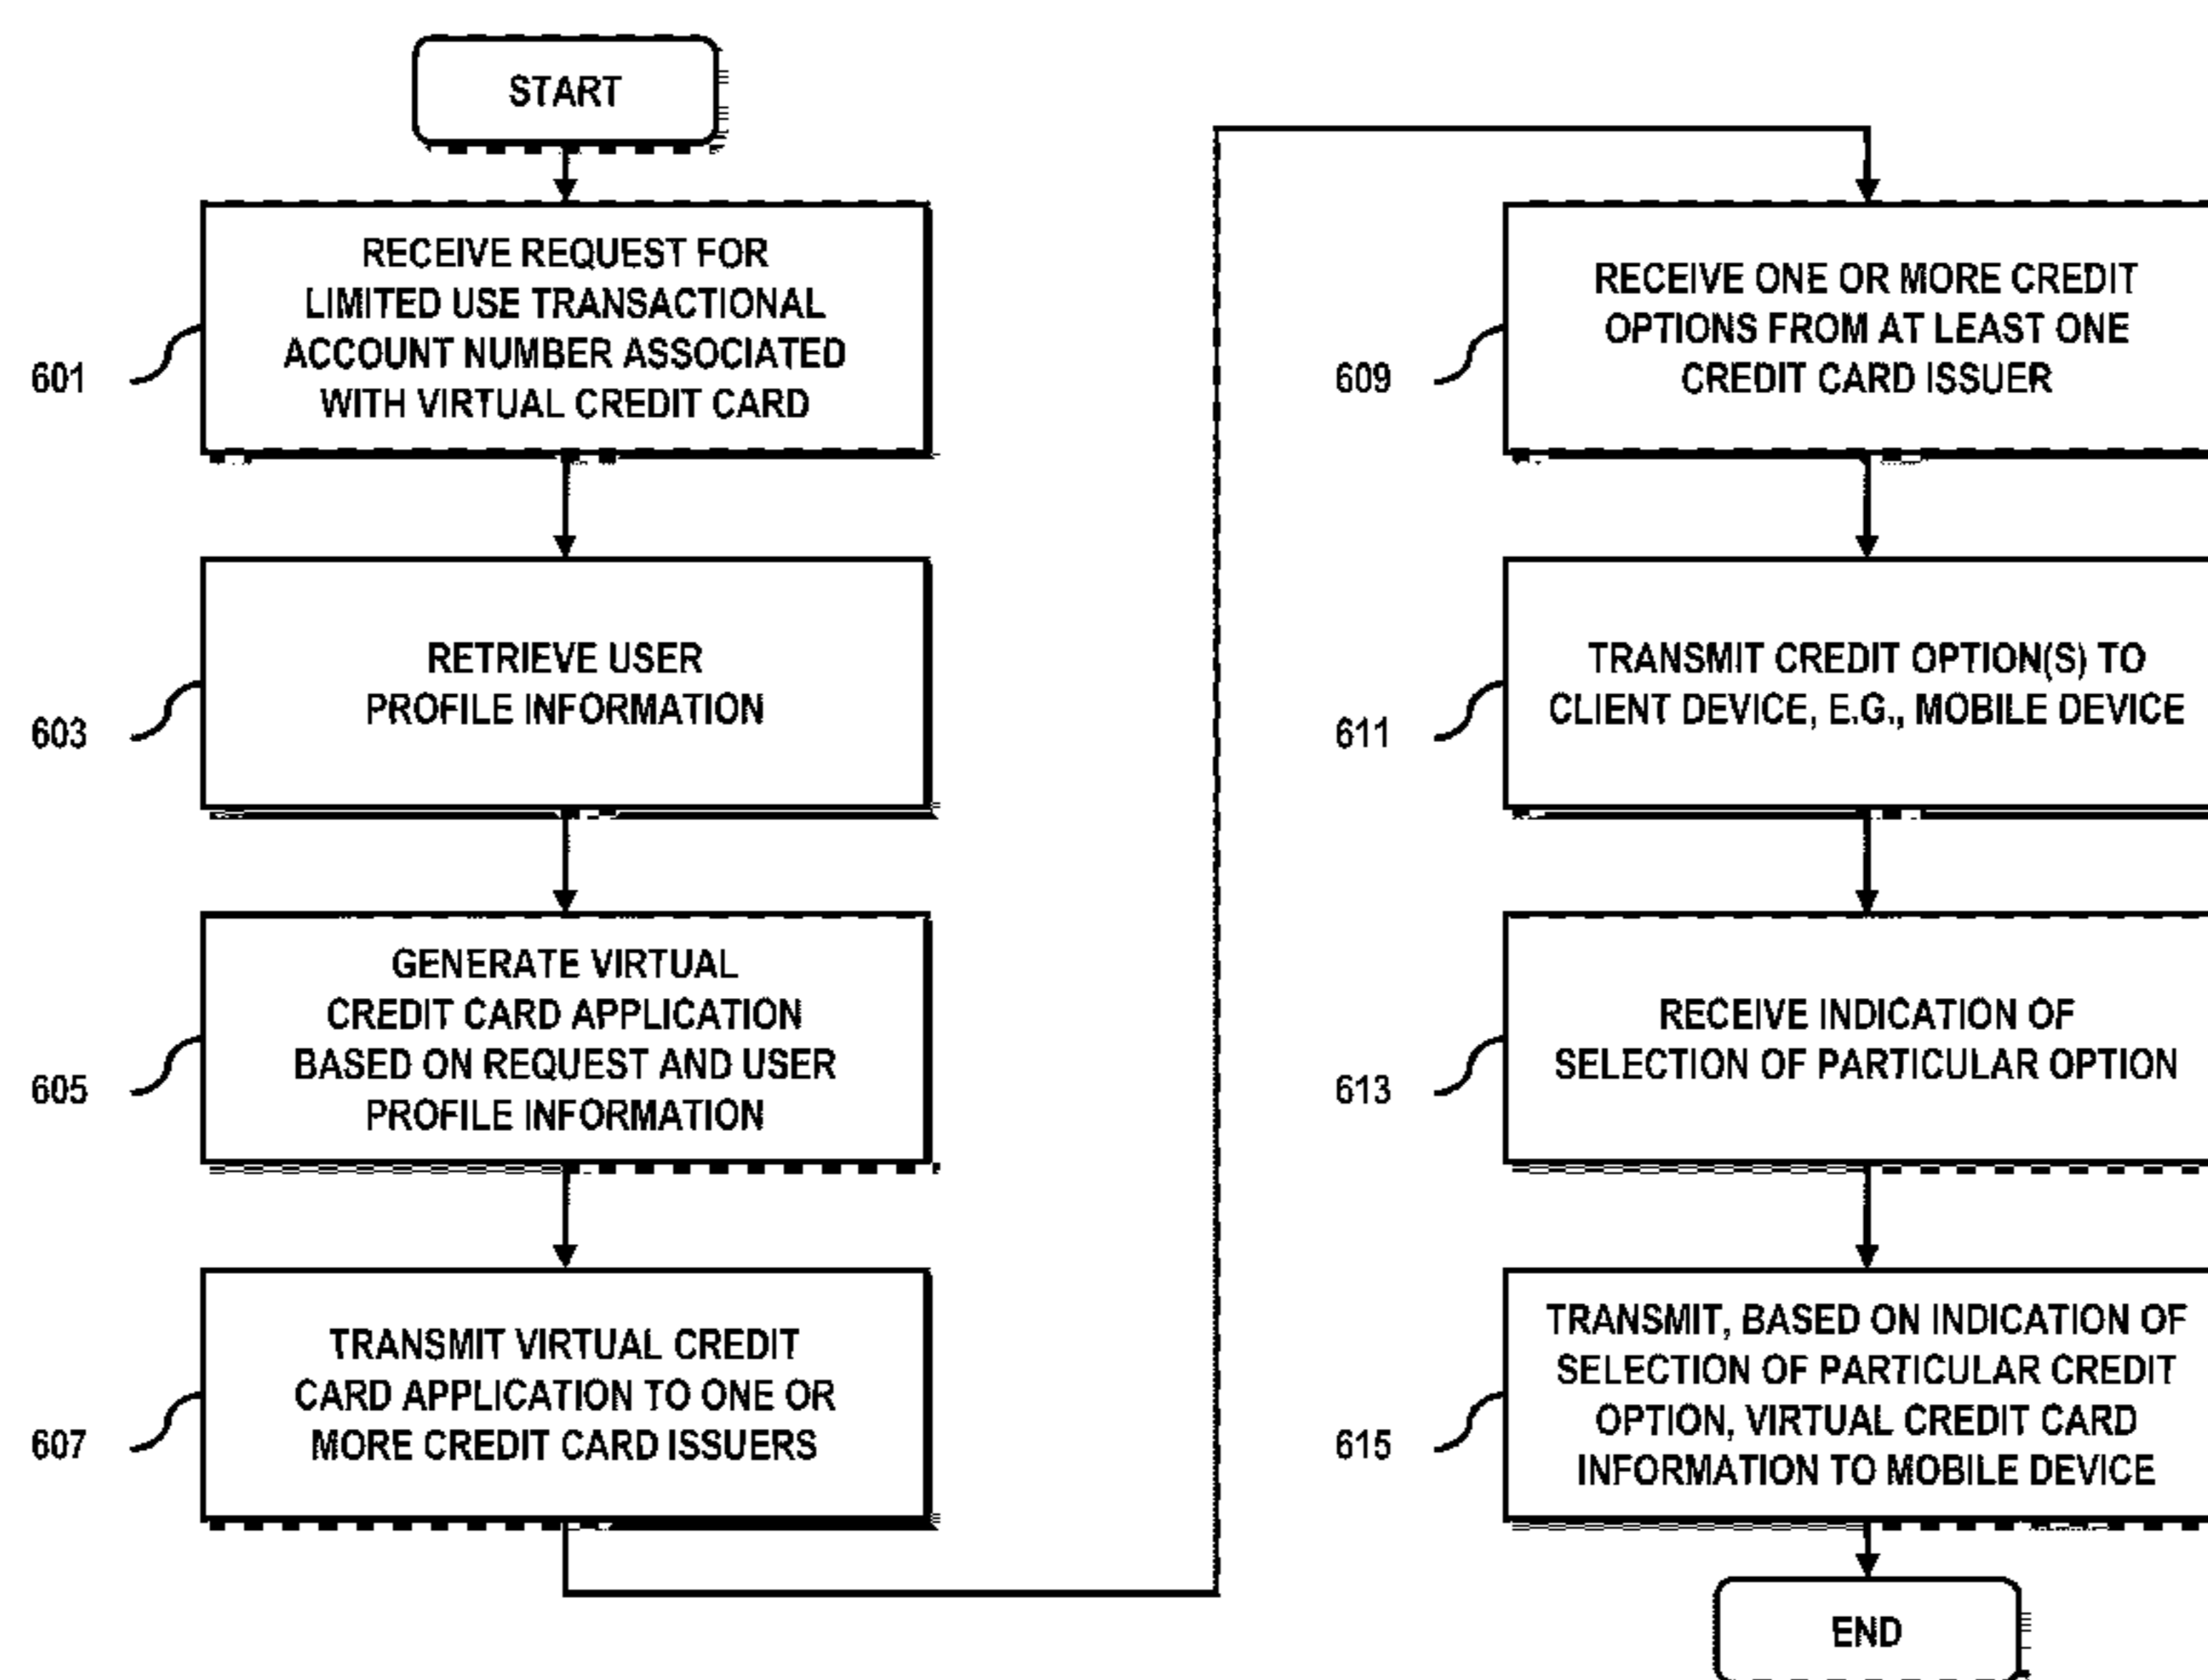 START
RECEIVE REQUEST FOR
LIMITED USE TRANSACTIONAL
ACCOUNT NUMBER ASSOCIATED
WITH VIRTUAL CREDIT CARD
601
RETRIEVE USER
PROFILE INFORMATION
603
GENERATE VIRTUAL
CREDIT CARD APPLICATION
BASED ON REQUEST AND USER
PROFILE INFORMATION
605
TRANSMIT VIRTUAL CREDIT
CARD APPLICATION TO ONE OR
MORE CREDIT CARD ISSUERS
607
RECEIVE ONE OR MORE CREDIT
OPTIONS FROM AT LEAST ONE
CREDIT CARD ISSUER
609
TRANSMIT CREDIT OPTION(S) TO
CLIENT DEVICE, E.G., MOBILE DEVICE
611
RECEIVE INDICATION OF
SELECTION OF PARTICULAR OPTION
613
TRANSMIT, BASED ON INDICATION OF
SELECTION OF PARTICULAR CREDIT
OPTION, VIRTUAL CREDIT CARD
INFORMATION TO MOBILE DEVICE
615
END